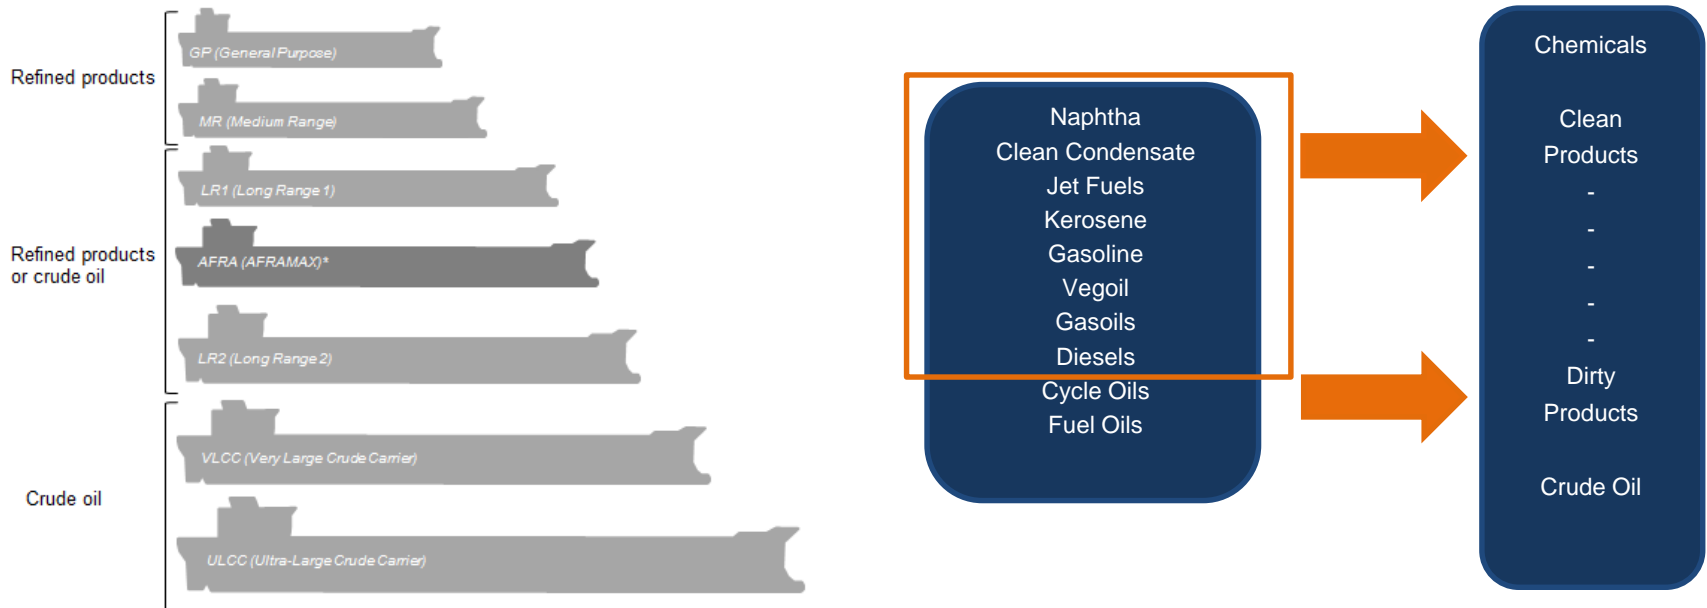 Refined products
GP (General Purpose)
MR (Medium Range)
Refined products
or crude oil
LR1 (Long Range 1)
AFRA (AFRAMAX)*
LR2 (Long Range 2)
Crude oil
VLCC (Very Large Crude Carrier)
ULCC (Ultra-Large Crude Carrier)
Naphtha
Clean Condensate
Jet Fuels
Kerosene
Gasoline
Vegoil
Gasoils
Diesels
Cycle Oils
Fuel Oils
Chemicals
Clean
Products
-
-
-
-
-
Dirty
Products
Crude Oil